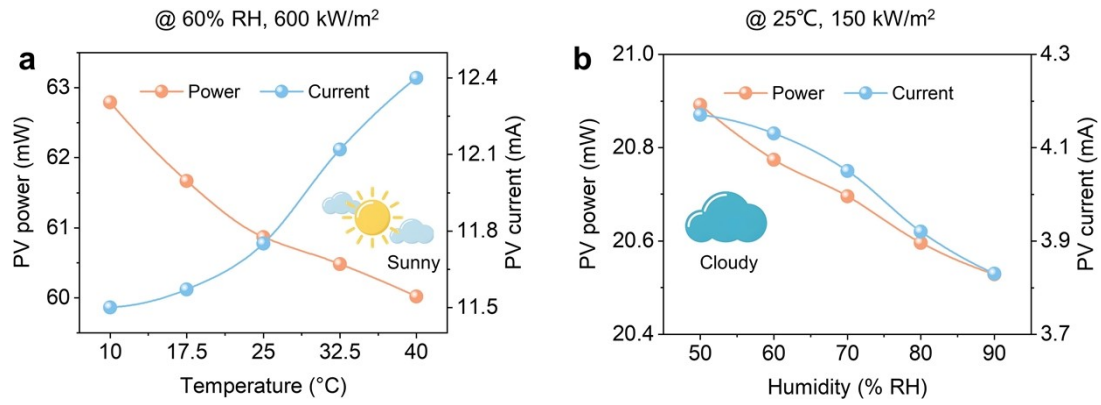 @ 60% RH, 600 kW/m²
a
Power
Current
Sunny
63
62
61
60
PV power (mW)
12.4
12.1
11.8
11.5
PV current (mA)
10 17.5 25 32.5 40
Temperature (°C)
@ 25℃, 150 kW/m²
b
Power
Current
Cloudy
21.0
20.8
20.6
20.4
PV power (mW)
4.3
4.1
3.9
3.7
PV current (mA)
50 60 70 80 90
Humidity (% RH)